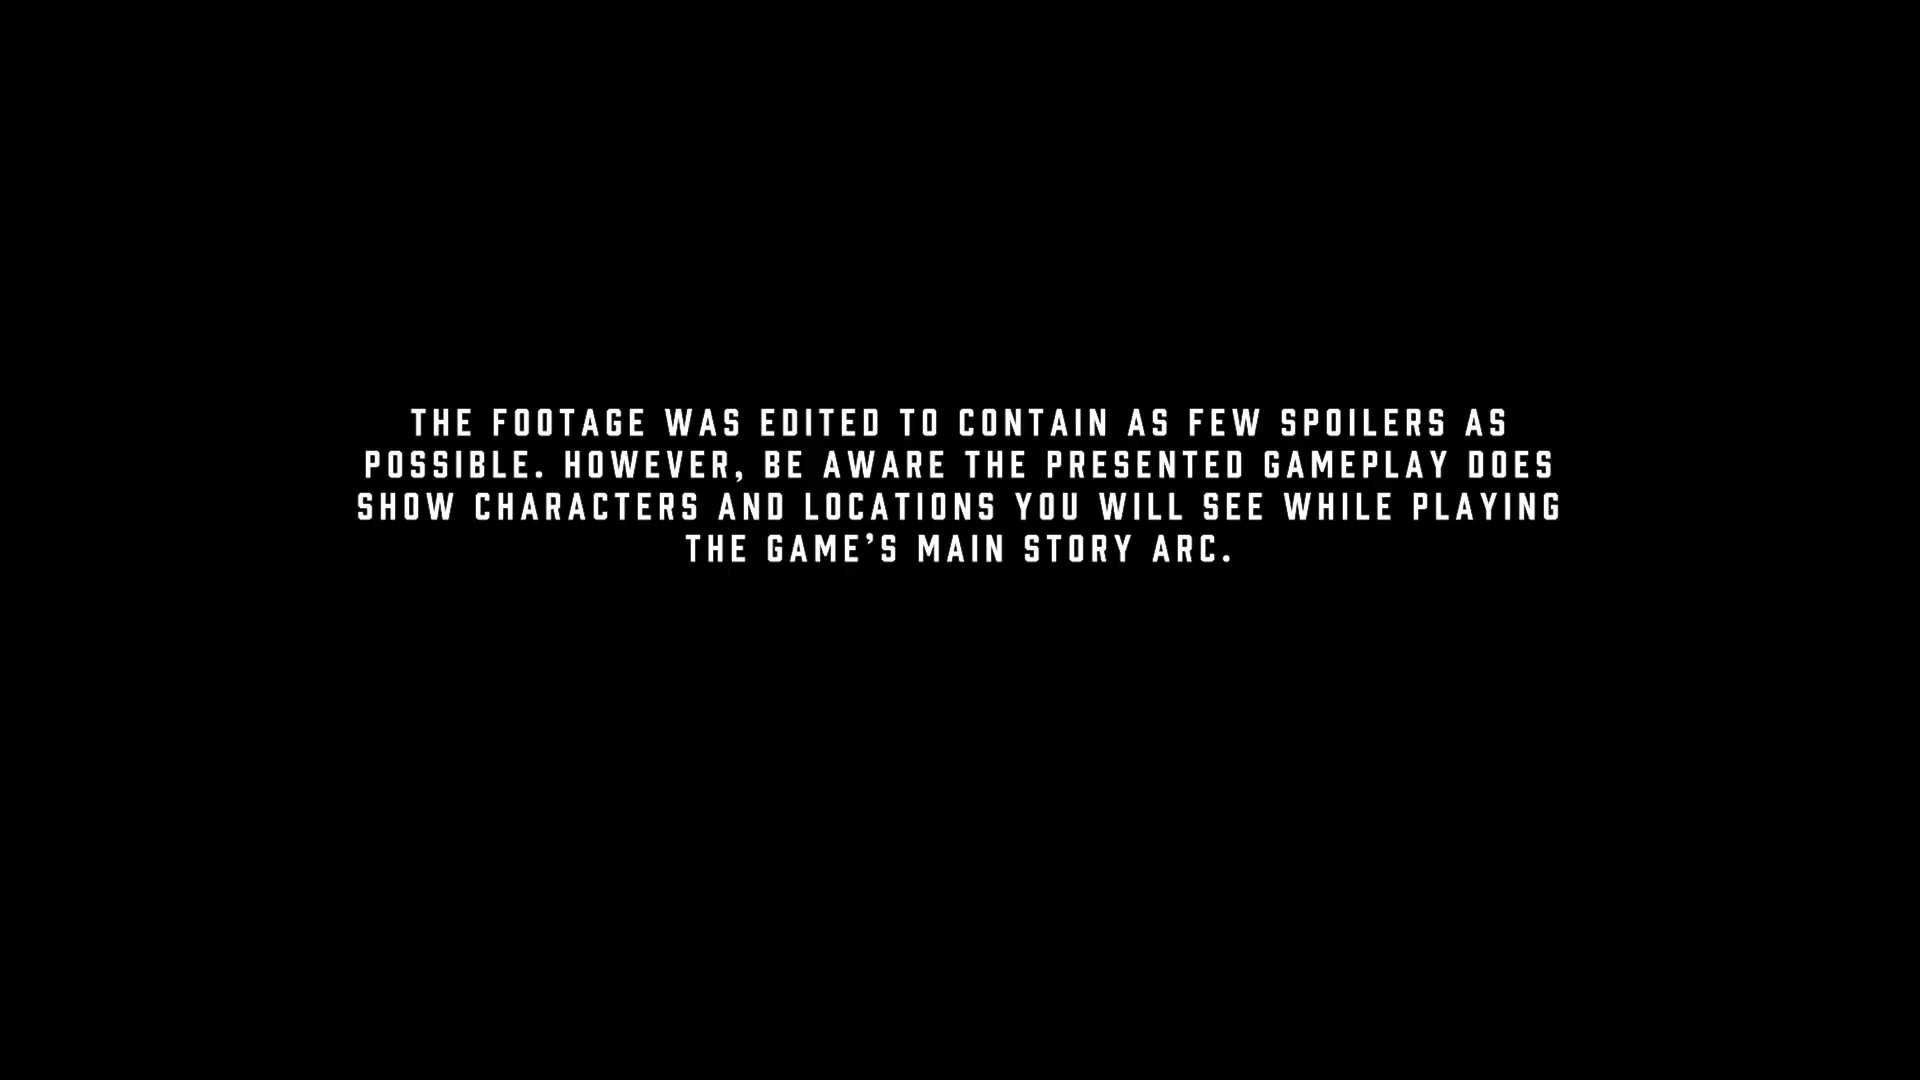 THE FOOTAGE WAS EDITED TO CONTAIN AS FEW SPOILERS AS
POSSIBLE. HOWEVER, BE AWARE THE PRESENTED GAMEPLAY DOES
SHOW CHARACTERS AND LOCATIONS YOU WILL SEE WHILE PLAYING
THE GAME’S MAIN STORY ARC.